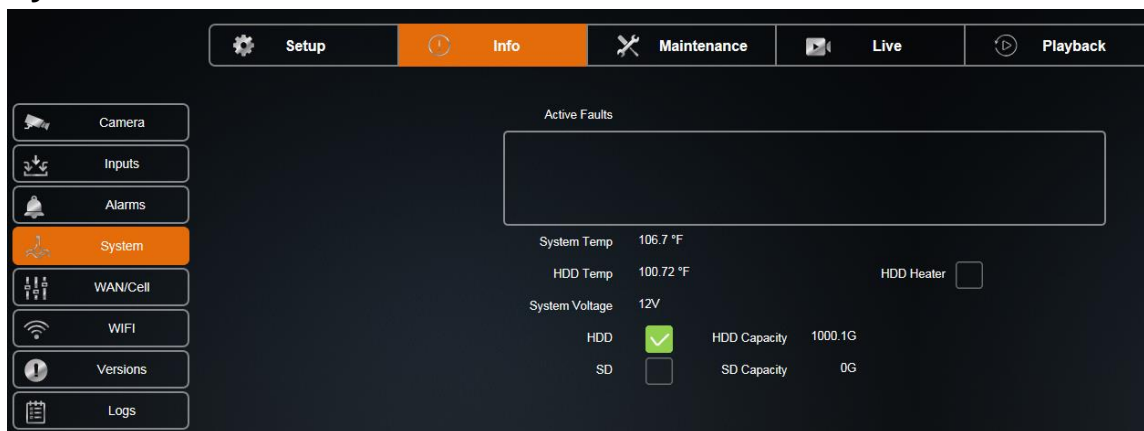 Setup Info Maintenance Live Playback
Camera
Inputs
Alarms
System
WAN/Cell
WIFI
Versions
Logs
Active Faults
System Temp 106.7 °F
HDD Temp 100.72 °F HDD Heater
System Voltage 12V
HDD HDD Capacity 1000.1G
SD SD Capacity 0G